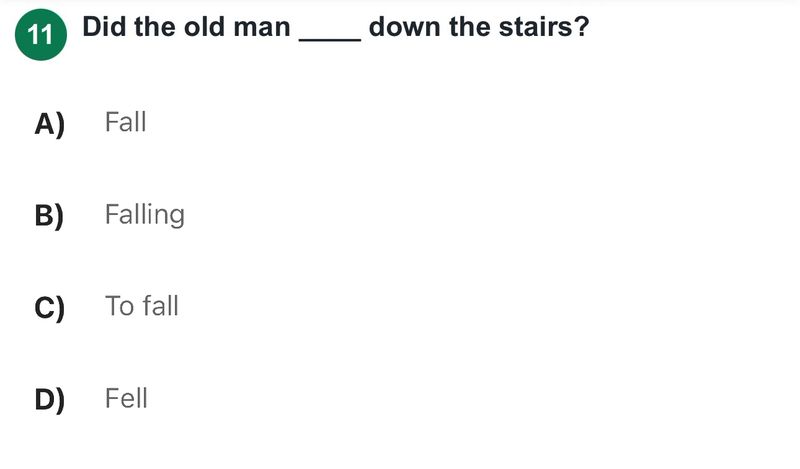 11 Did the old man ____ down the stairs?
A) Fall
B) Falling
C) To fall
D) Fell